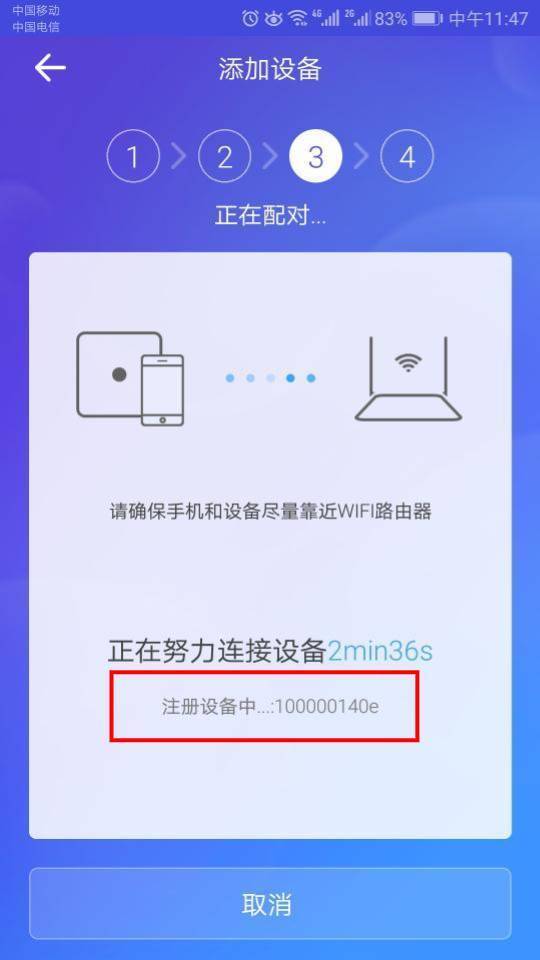 中国移动
中国电信
4G 2G 83% 中午11:47
添加设备
1 2 3 4
正在配对...
请确保手机和设备尽量靠近WIFI路由器
正在努力连接设备2min36s
注册设备中...:100000140e
取消